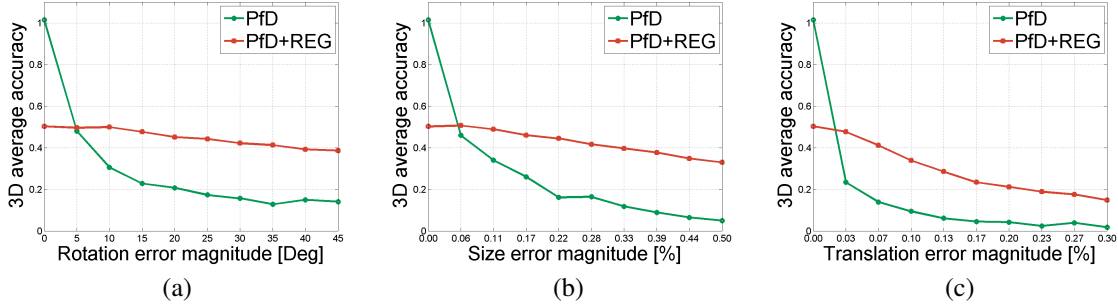 1
0.8
0.6
0.4
0.2
0
3D average accuracy
PfD
PfD+REG
0 5 10 15 20 25 30 35 40 45
Rotation error magnitude [Deg]
(a)
1
0.8
0.6
0.4
0.2
0
3D average accuracy
PfD
PfD+REG
0.00 0.06 0.11 0.17 0.22 0.28 0.33 0.39 0.44 0.50
Size error magnitude [%]
(b)
1
0.8
0.6
0.4
0.2
0
3D average accuracy
PfD
PfD+REG
0.00 0.03 0.07 0.10 0.13 0.17 0.20 0.23 0.27 0.30
Translation error magnitude [%]
(c)